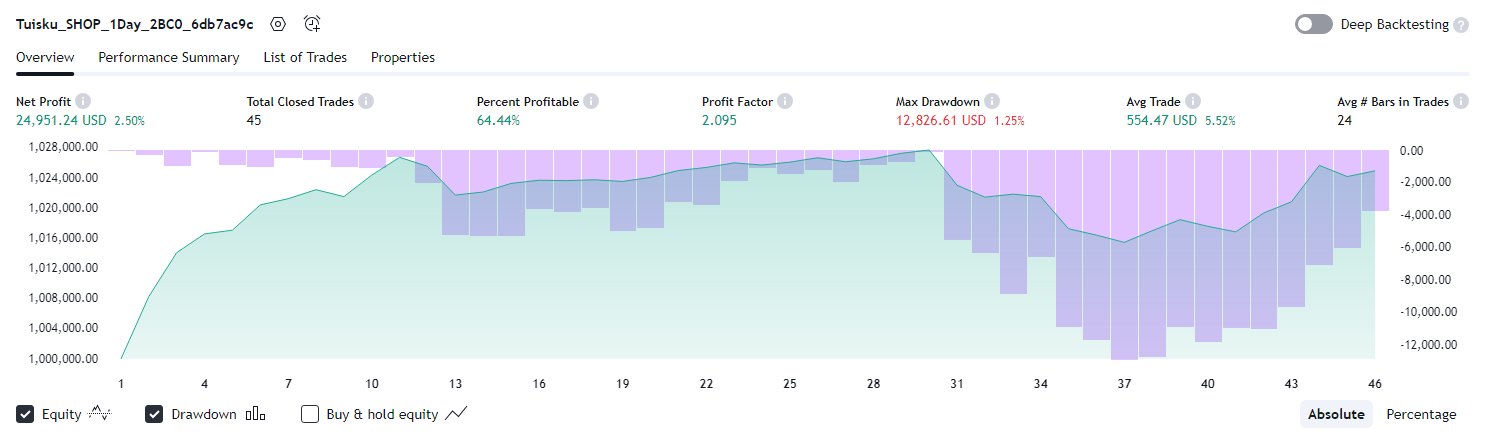 Tuisku_SHOP_1Day_2BC0_6db7ac9c Deep Backtesting ?
Overview Performance Summary List of Trades Properties
Net Profit Total Closed Trades Percent Profitable Profit Factor Max Drawdown Avg Trade Avg # Bars in Trades
24,951.24 USD 2.50% 45 64.44% 2.095 12,826.61 USD 1.25% 554.47 USD 5.52% 24
1,028,000.00 0.00
1,024,000.00 -2,000.00
1,020,000.00 -4,000.00
1,016,000.00 -6,000.00
1,012,000.00 -8,000.00
1,008,000.00 -10,000.00
1,004,000.00 -12,000.00
1,000,000.00
1 4 7 10 13 16 19 22 25 28 31 34 37 40 43 46
Equity Drawdown Buy & hold equity Absolute Percentage